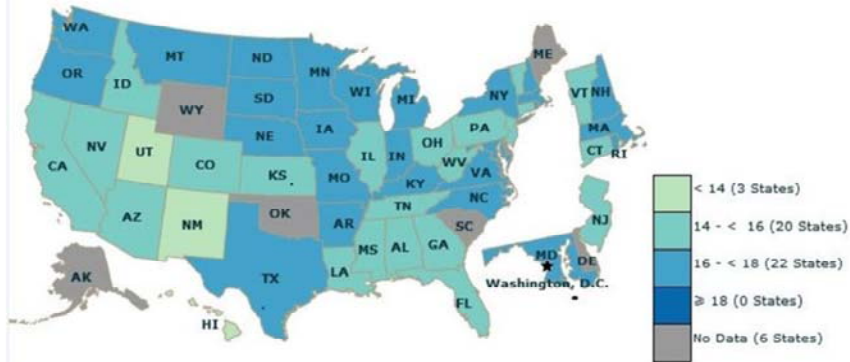 WA
ME
MT
ND
MN
OR
VT NH
ID
WI
SD
NY
MI
WY
MA
IA
PA
NE
CT RI
OH
NV
IL
IN
UT
WV
CA
CO
VA
KS
MO
KY
NJ
NC
TN
AZ
OK
NM
AR
SC
MS
AL
GA
MD
DE
TX
LA
AK
Washington, D.C.
FL
HI
< 14 (3 States)
14 - < 16 (20 States)
16 - < 18 (22 States)
≥ 18 (0 States)
No Data (6 States)